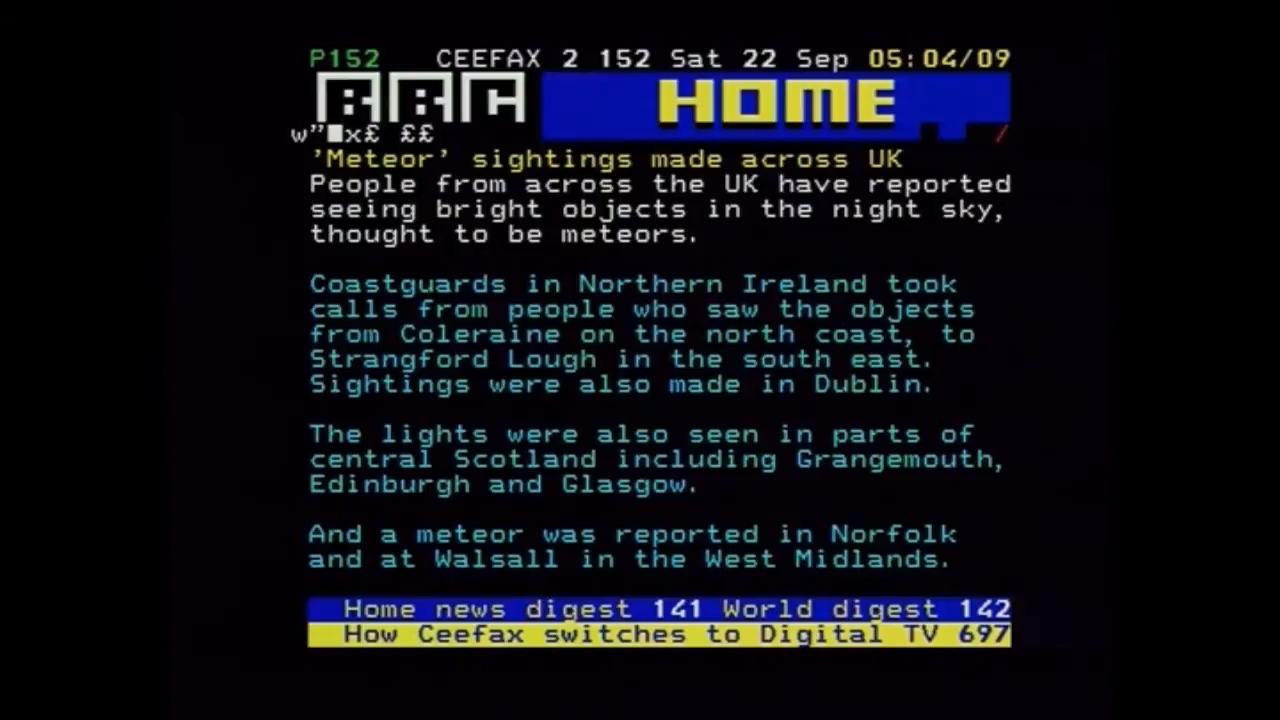 P152 CEEFAX 2 152 Sat 22 Sep 05:04/09
BBC HOME
w”■x£ ££ /
'Meteor' sightings made across UK
People from across the UK have reported
seeing bright objects in the night sky,
thought to be meteors.
Coastguards in Northern Ireland took
calls from people who saw the objects
from Coleraine on the north coast, to
Strangford Lough in the south east.
Sightings were also made in Dublin.
The lights were also seen in parts of
central Scotland including Grangemouth,
Edinburgh and Glasgow.
And a meteor was reported in Norfolk
and at Walsall in the West Midlands.
Home news digest 141 World digest 142
How Ceefax switches to Digital TV 697